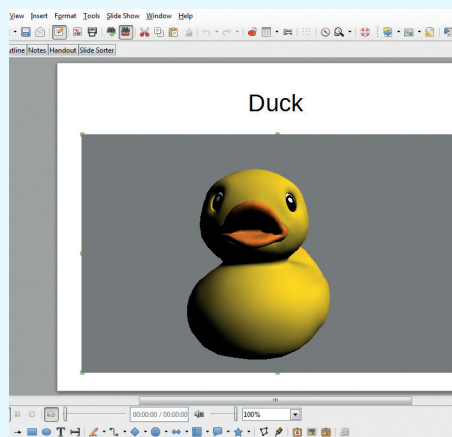 View Insert Format Tools Slide Show Window Help
Notes Handout Slide Sorter
Duck
00:00:00 / 00:00:00 100%